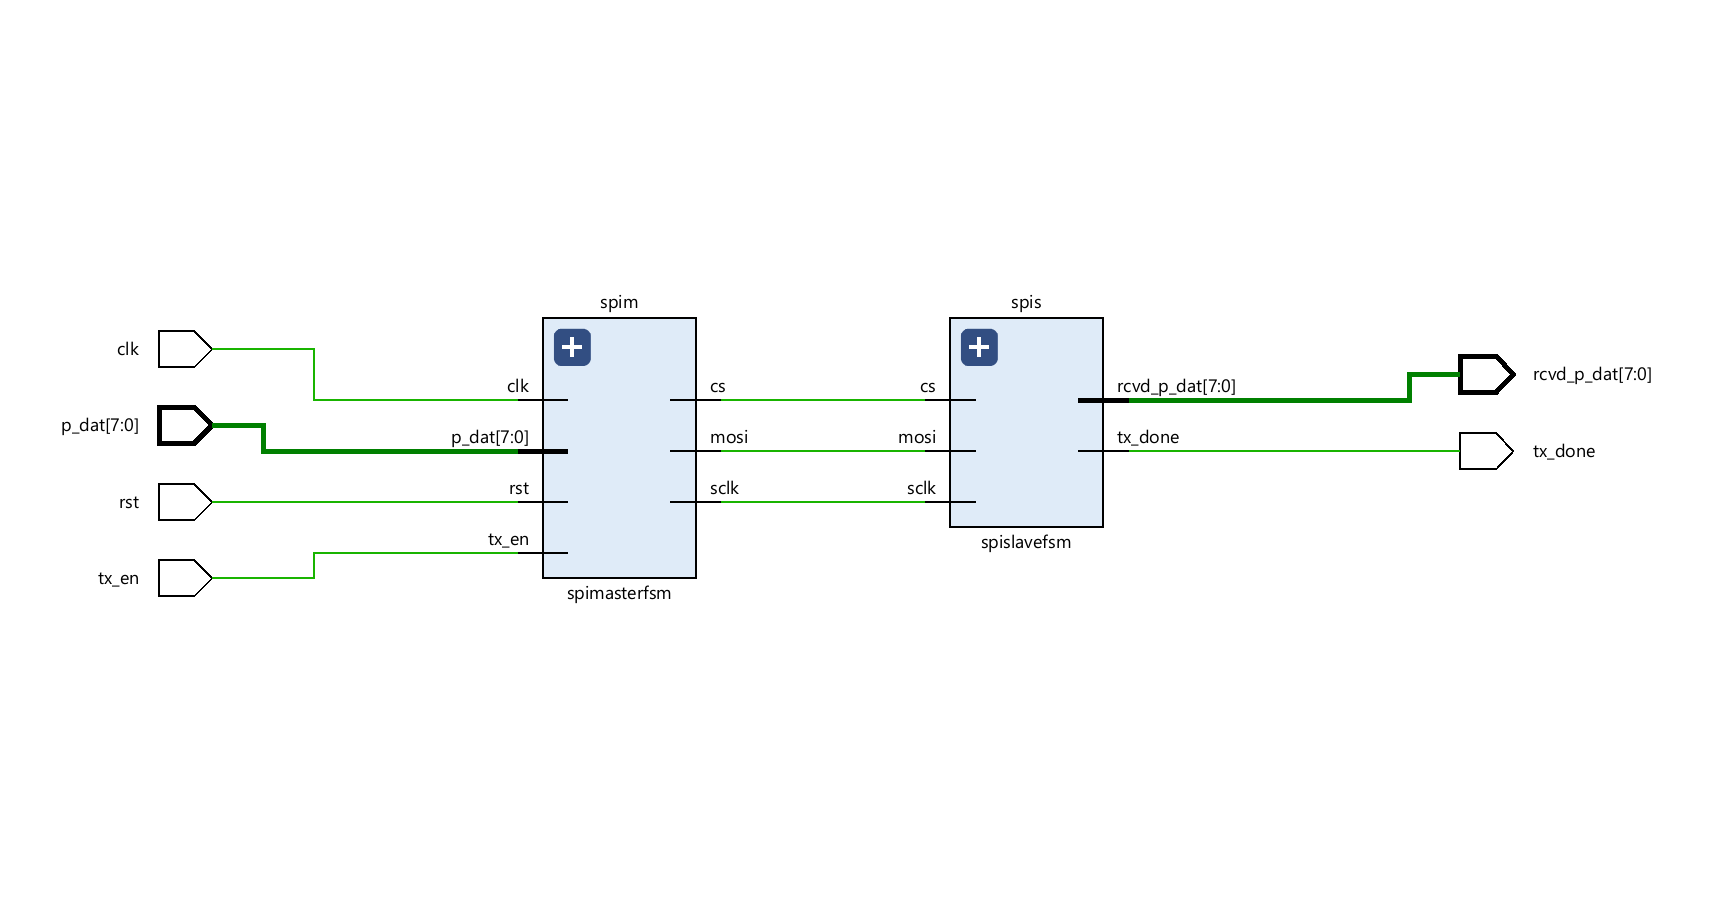 spim
spis
clk
clk
cs
cs
rcvd_p_dat[7:0]
rcvd_p_dat[7:0]
p_dat[7:0]
p_dat[7:0]
mosi
mosi
tx_done
tx_done
rst
rst
sclk
sclk
tx_en
tx_en
spislavefsm
spimasterfsm